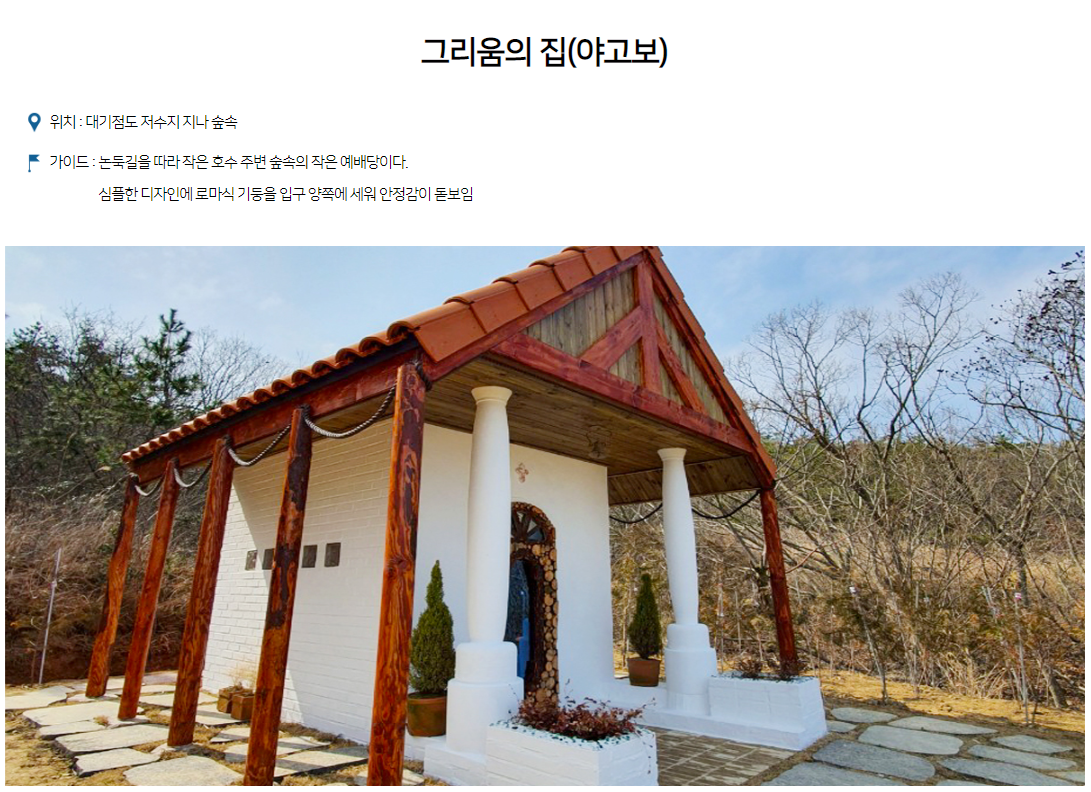 그리움의 집(야고보)
위치 : 대기점도 저수지 지나 숲속
가이드 : 논둑길을 따라 작은 호수 주변 숲속의 작은 예배당이다.
심플한 디자인에 로마식 기둥을 입구 양쪽에 세워 안정감이 돋보임